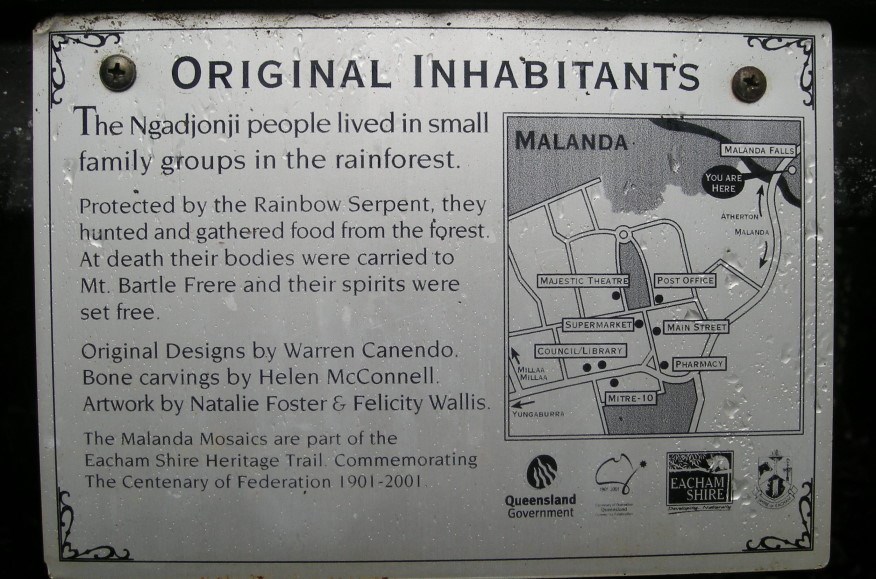 ORIGINAL INHABITANTS
The Ngadjonji people lived in small
family groups in the rainforest.
Protected by the Rainbow Serpent, they
hunted and gathered food from the forest.
At death their bodies were carried to
Mt. Bartle Frere and their spirits were
set free.
Original Designs by Warren Canendo.
Bone carvings by Helen McConnell.
Artwork by Natalie Foster & Felicity Wallis.
The Malanda Mosaics are part of the
Eacham Shire Heritage Trail. Commemorating
The Centenary of Federation 1901-2001
MALANDA
MALANDA FALLS
YOU ARE
HERE
ATHERTON
MALANDA
MAJESTIC THEATRE
POST OFFICE
SUPERMARKET
MAIN STREET
COUNCIL/LIBRARY
PHARMACY
MILLAA
MILLAA
MITRE-10
YUNGABURRA
Queensland
Government
EACHAM
SHIRE
Developing Naturally